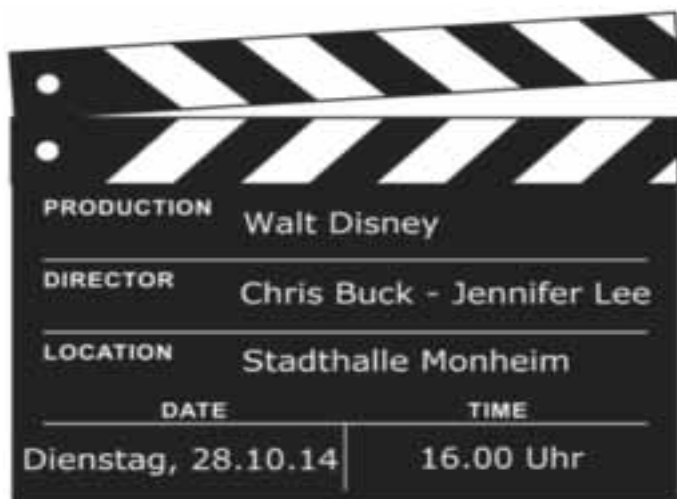 PRODUCTION Walt Disney
DIRECTOR Chris Buck - Jennifer Lee
LOCATION Stadthalle Monheim
DATE TIME
Dienstag, 28.10.14 16.00 Uhr